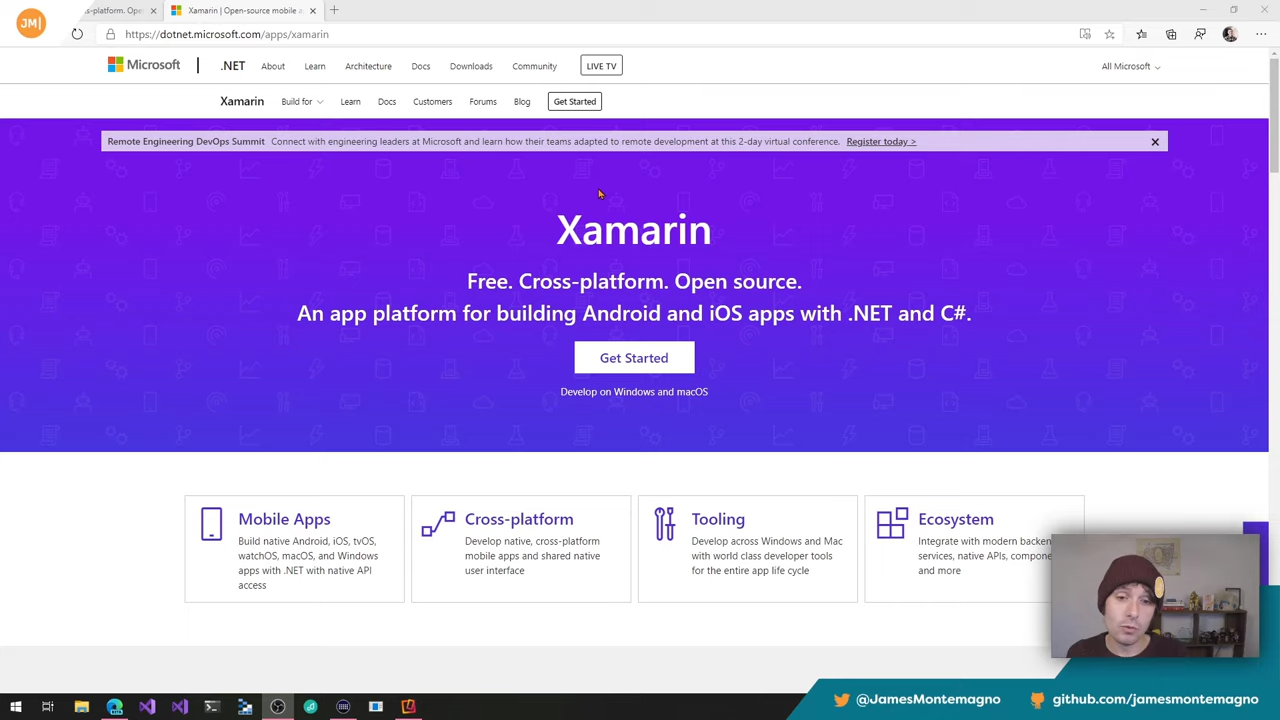 JM|
s-platform. Ope
Xamarin | Open-source mobile a
https://dotnet.microsoft.com/apps/xamarin
Microsoft
.NET
About
Learn
Architecture
Docs
Downloads
Community
LIVE TV
All Microsoft
Xamarin
Build for
Learn
Docs
Customers
Forums
Blog
Get Started
Remote Engineering DevOps Summit Connect with engineering leaders at Microsoft and learn how their teams adapted to remote development at this 2-day virtual conference. Register today >
Xamarin
Free. Cross-platform. Open source.
An app platform for building Android and iOS apps with .NET and C#.
Get Started
Develop on Windows and macOS
Mobile Apps
Build native Android, iOS, tvOS,
watchOS, macOS, and Windows
apps with .NET with native API
access
Cross-platform
Develop native, cross-platform
mobile apps and shared native
user interface
Tooling
Develop across Windows and Mac
with world class developer tools
for the entire app life cycle
Ecosystem
Integrate with modern backen
services, native APIs, compone
and more
@JamesMontemagno
github.com/jamesmontemagno